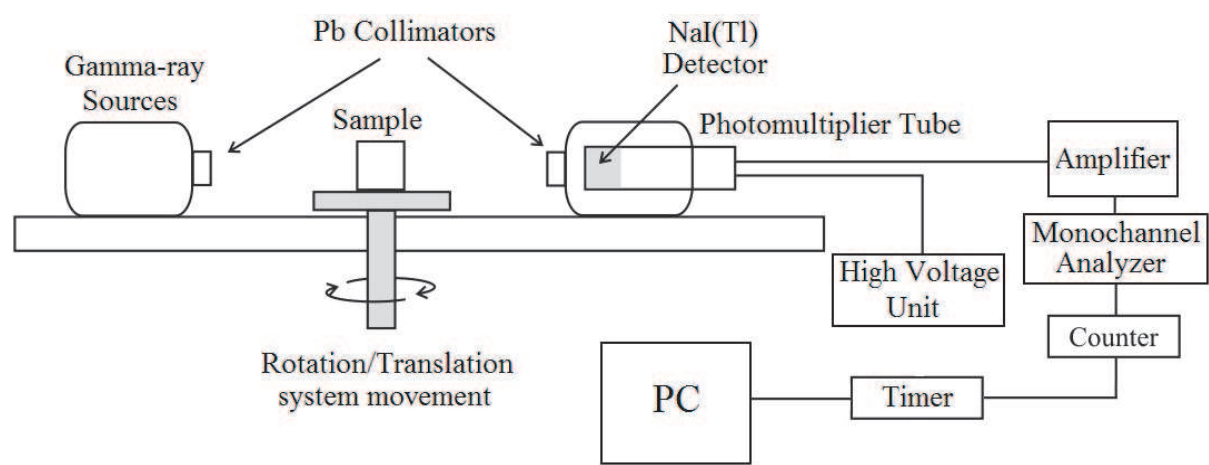 Pb Collimators
NaI(Tl)
Detector
Gamma-ray
Sources
Sample
Photomultiplier Tube
Amplifier
Monochannel
Analyzer
High Voltage
Unit
Counter
Rotation/Translation
system movement
PC
Timer